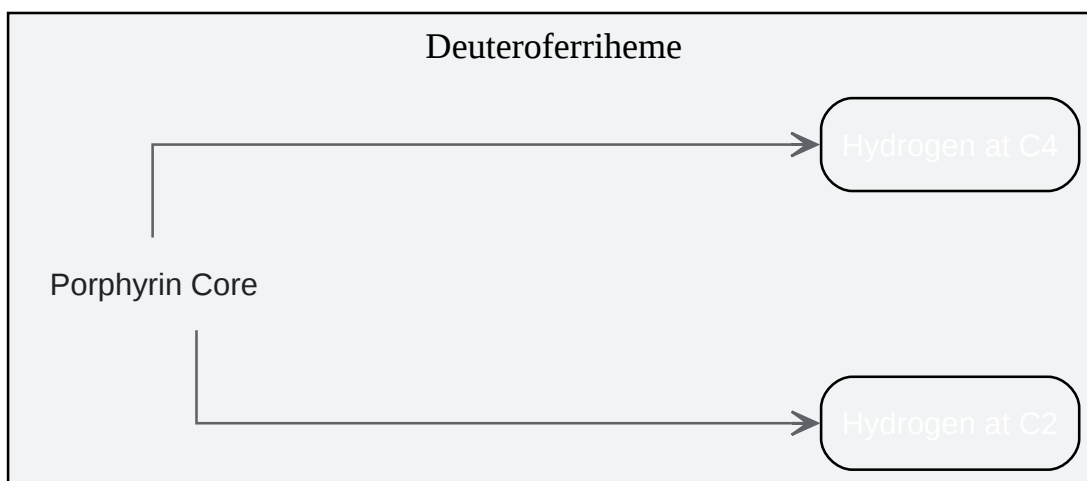 Deuteroferriheme
Hydrogen at C4
Porphyrin Core
Hydrogen at C2